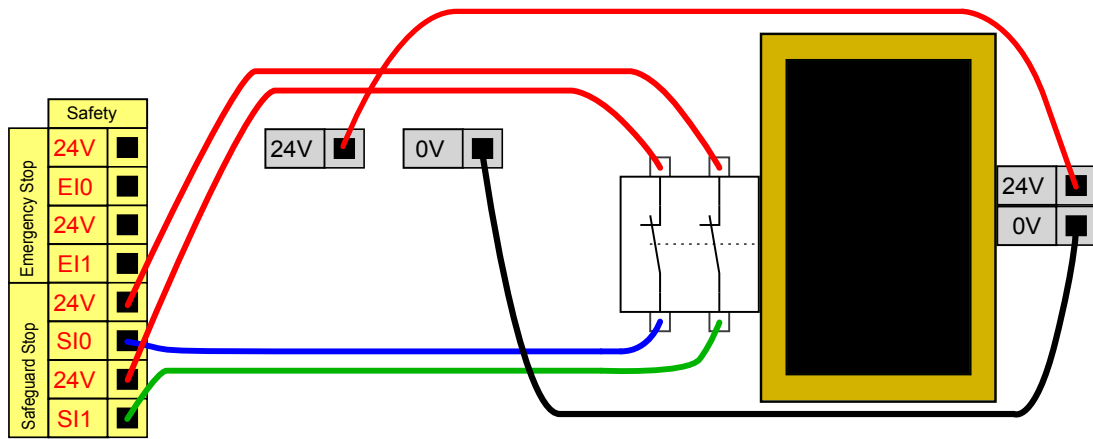 Safety
Emergency Stop
24V
EI0
24V
EI1
Safeguard Stop
24V
SI0
24V
SI1
24V
0V
24V
0V